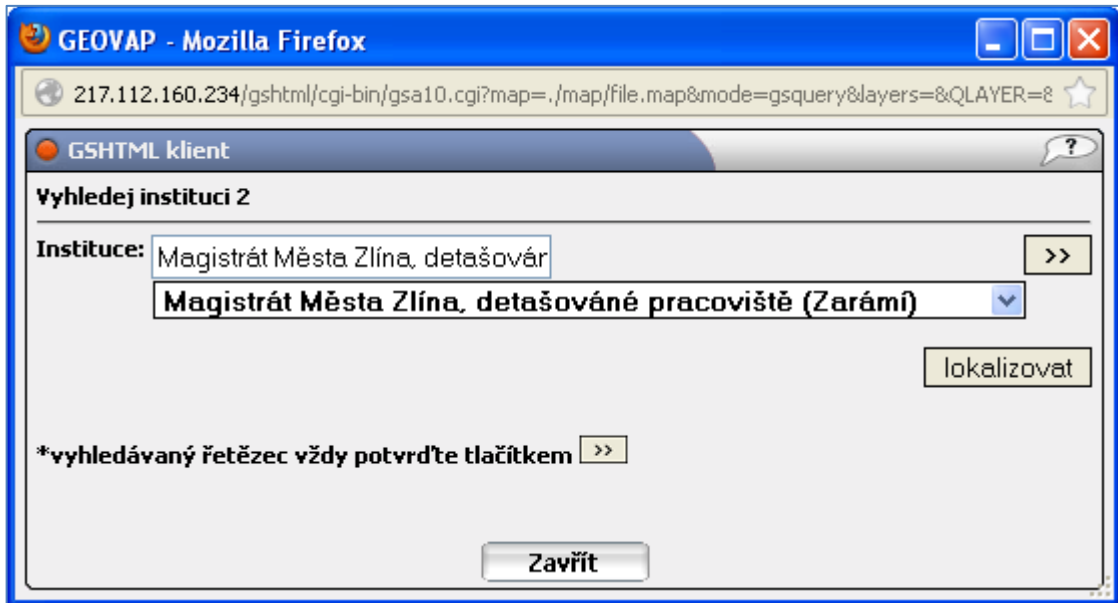 GEOVAP - Mozilla Firefox
217.112.160.234/gshtml/cgi-bin/gsa10.cgi?map=./map/file.map&mode=gsquery&layers=&QLAYER=8
GSHTML klient ?
Vyhledej instituci 2
Instituce: Magistrát Města Zlína, detašovár >>
Magistrát Města Zlína, detašováné pracoviště (Zarámí)
lokalizovat
*vyhledávaný řetězec vždy potvrďte tlačítkem >>
Zavřít